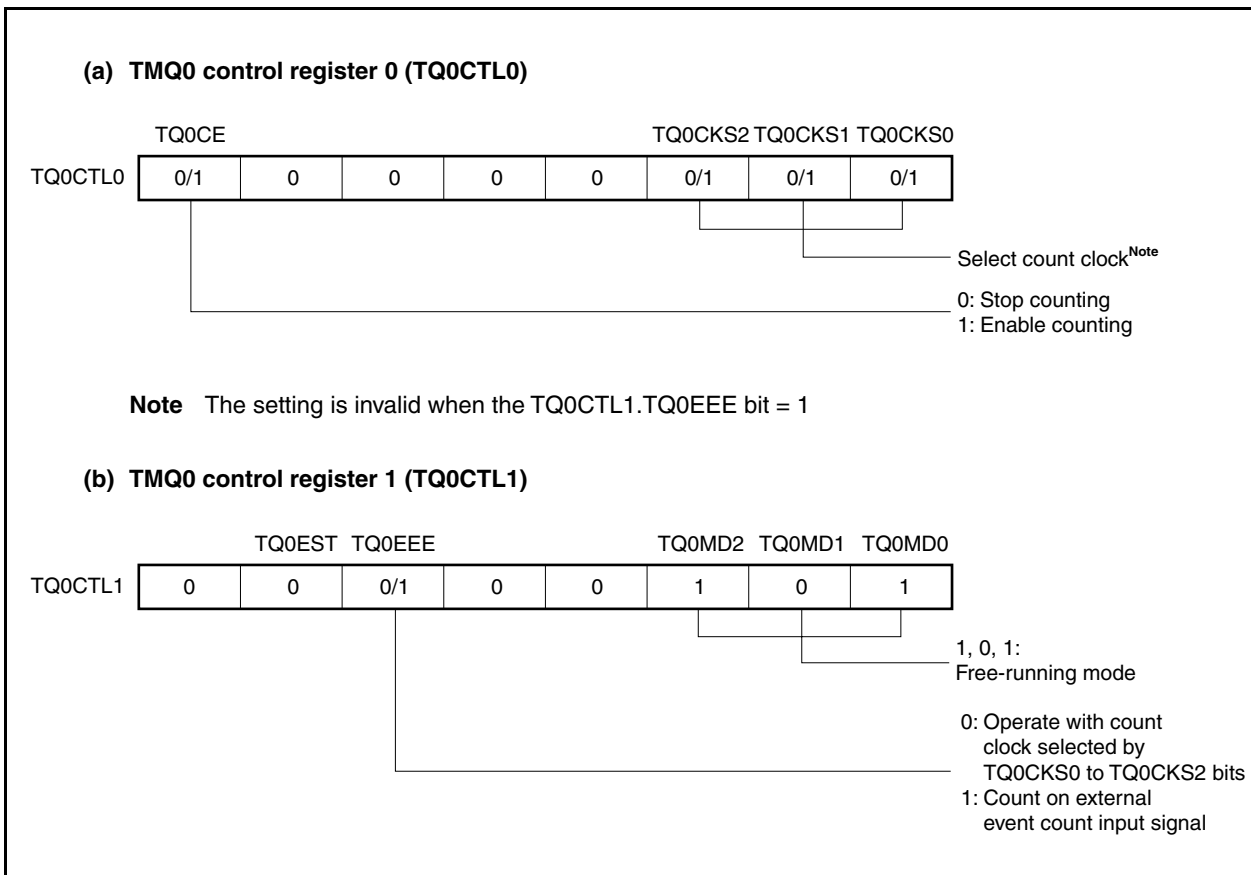 (a) TMQ0 control register 0 (TQ0CTL0)
TQ0CE TQ0CKS2 TQ0CKS1 TQ0CKS0
TQ0CTL0 0/1 0 0 0 0 0/1 0/1 0/1
Select count clockNote
0: Stop counting
1: Enable counting
Note The setting is invalid when the TQ0CTL1.TQ0EEE bit = 1
(b) TMQ0 control register 1 (TQ0CTL1)
TQ0EST TQ0EEE TQ0MD2 TQ0MD1 TQ0MD0
TQ0CTL1 0 0 0/1 0 0 1 0 1
1, 0, 1:
Free-running mode
0: Operate with count
clock selected by
TQ0CKS0 to TQ0CKS2 bits
1: Count on external
event count input signal